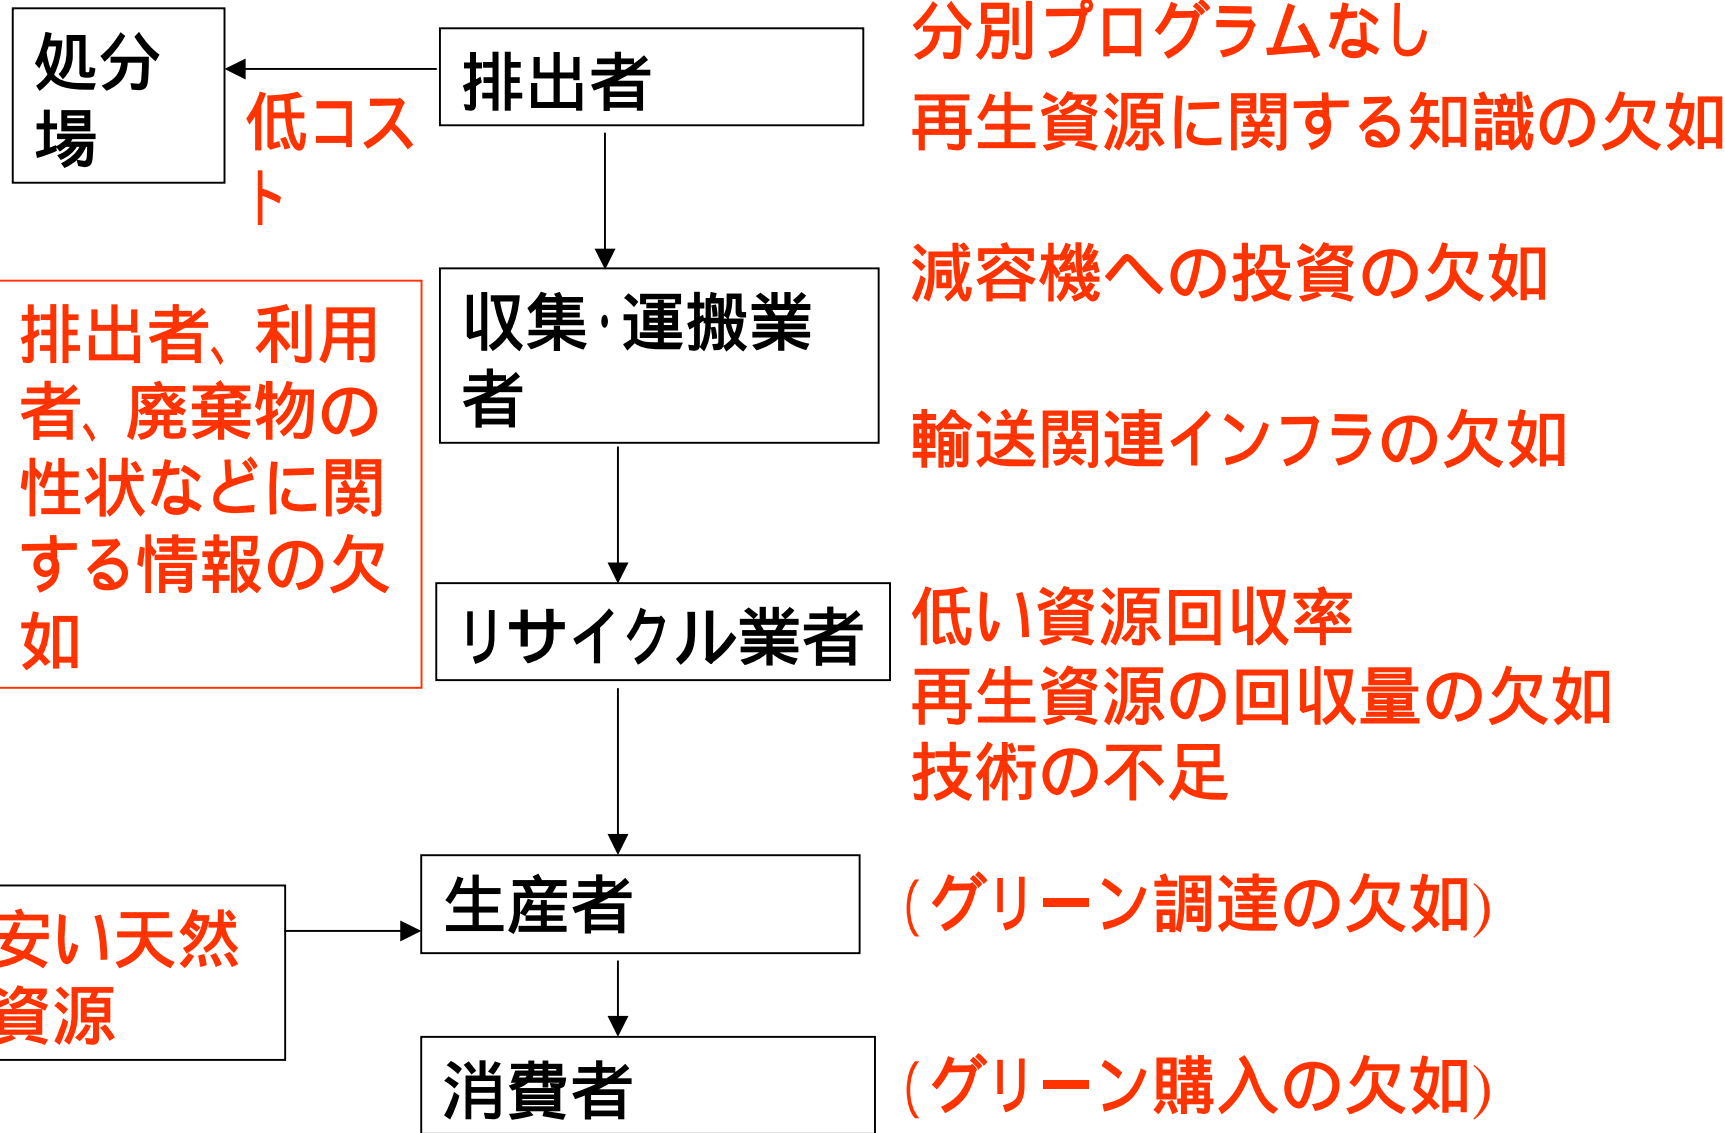 処分
場
低コス
ト
排出者
分別プログラムなし
再生資源に関する知識の欠如
減容機への投資の欠如
収集・運搬業
者
輸送関連インフラの欠如
排出者、利用
者、廃棄物の
性状などに関
する情報の欠
如
リサイクル業者
低い資源回収率
再生資源の回収量の欠如
技術の不足
生産者
(グリーン調達の欠如)
安い天然
資源
消費者
(グリーン購入の欠如)